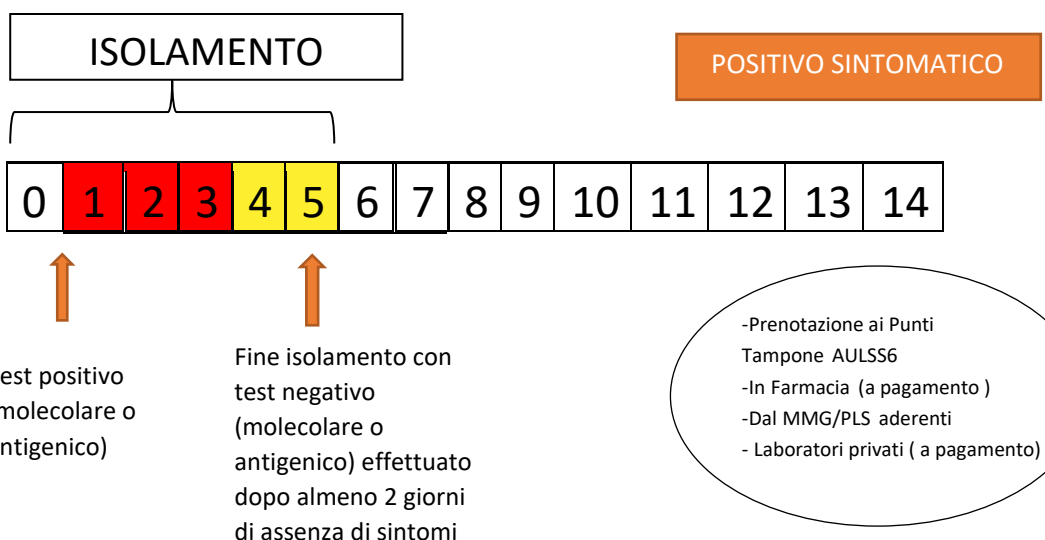 ISOLAMENTO
POSITIVO SINTOMATICO
0 1 2 3 4 5 6 7 8 9 10 11 12 13 14
est positivo
molecolare o
ntigenico)
Fine isolamento con
test negativo
(molecolare o
antigenico) effettuato
dopo almeno 2 giorni
di assenza di sintomi
-Prenotazione ai Punti
Tampone AULSS6
-In Farmacia (a pagamento )
-Dal MMG/PLS aderenti
- Laboratori privati ( a pagamento)